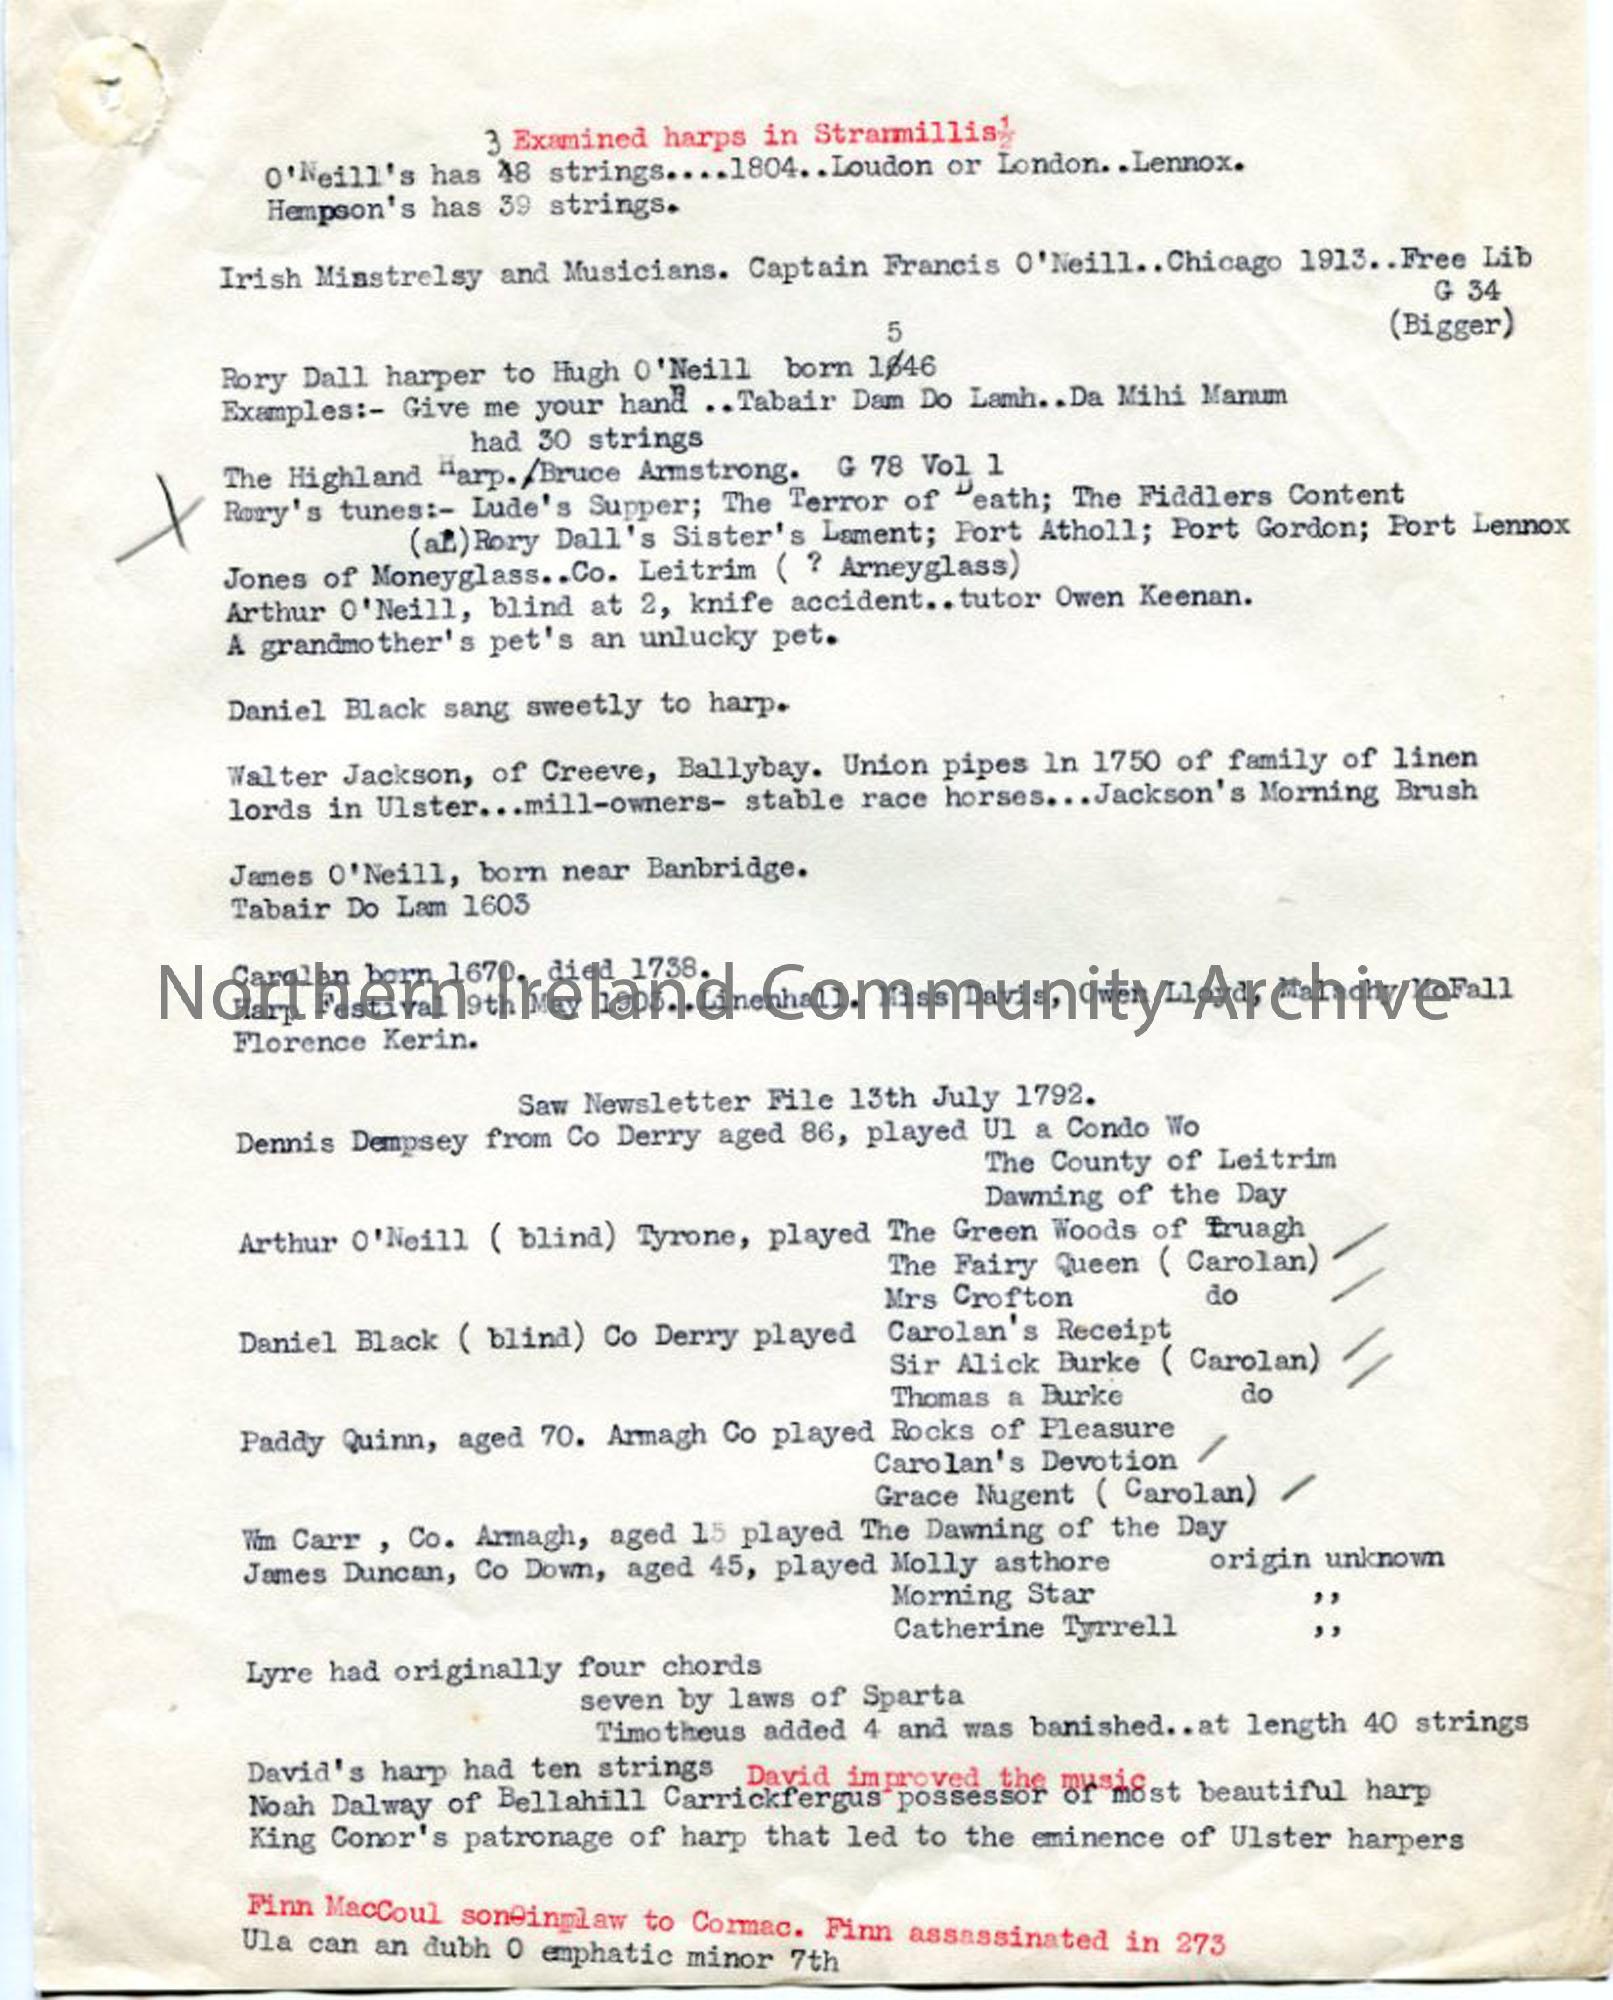 3 Examined harps in Stranmillis½
O'Neill's has 48 strings....1804..Loudon or London..Lennox.
Hempson's has 39 strings.
Irish Minstrelsy and Musicians. Captain Francis O'Neill..Chicago 1913..Free Lib
G 34
(Bigger)
5
Rory Dall harper to Hugh O'Neill born 1646
Examples:- Give me your hand ..Tabair Dam Do Lamh..Da Mihi Manum
had 30 strings
The Highland Harp./Bruce Armstrong. G 78 Vol 1
X Rory's tunes:- Lude's Supper; The Terror of Death; The Fiddlers Content
(al)Rory Dall's Sister's Lament; Port Atholl; Port Gordon; Port Lennox
Jones of Moneyglass..Co. Leitrim ( ? Arneyglass)
Arthur O'Neill, blind at 2, knife accident..tutor Owen Keenan.
A grandmother's pet's an unlucky pet.
Daniel Black sang sweetly to harp.
Walter Jackson, of Creeve, Ballybay. Union pipes ln 1750 of family of linen
lords in Ulster...mill-owners- stable race horses...Jackson's Morning Brush
James O'Neill, born near Banbridge.
Tabair Do Lam 1603
Carolan born 1670. died 1738.
Northern Ireland Community Archive
Harp Festival 9th May 1903..Linenhall. Miss Davis, Owen Lloyd, Malachy McFall
Florence Kerin.
Saw Newsletter File 13th July 1792.
Dennis Dempsey from Co Derry aged 86, played Ul a Condo Wo
The County of Leitrim
Dawning of the Day
Arthur O'Neill ( blind) Tyrone, played The Green Woods of Truagh
The Fairy Queen ( Carolan) /
Mrs Crofton do /
Daniel Black ( blind) Co Derry played Carolan's Receipt
Sir Alick Burke ( Carolan) /
Thomas a Burke do /
Paddy Quinn, aged 70. Armagh Co played Rocks of Pleasure
Carolan's Devotion /
Grace Nugent ( Carolan) /
Wm Carr , Co. Armagh, aged 15 played The Dawning of the Day
James Duncan, Co Down, aged 45, played Molly asthore origin unknown
Morning Star ,,
Catherine Tyrrell ,,
Lyre had originally four chords
seven by laws of Sparta
Timotheus added 4 and was banished..at length 40 strings
David's harp had ten strings David improved the music
Noah Dalway of Bellahill Carrickfergus possessor of most beautiful harp
King Conor's patronage of harp that led to the eminence of Ulster harpers
Finn MacCoul son-in-law to Cormac. Finn assassinated in 273
Ula can an dubh O emphatic minor 7th